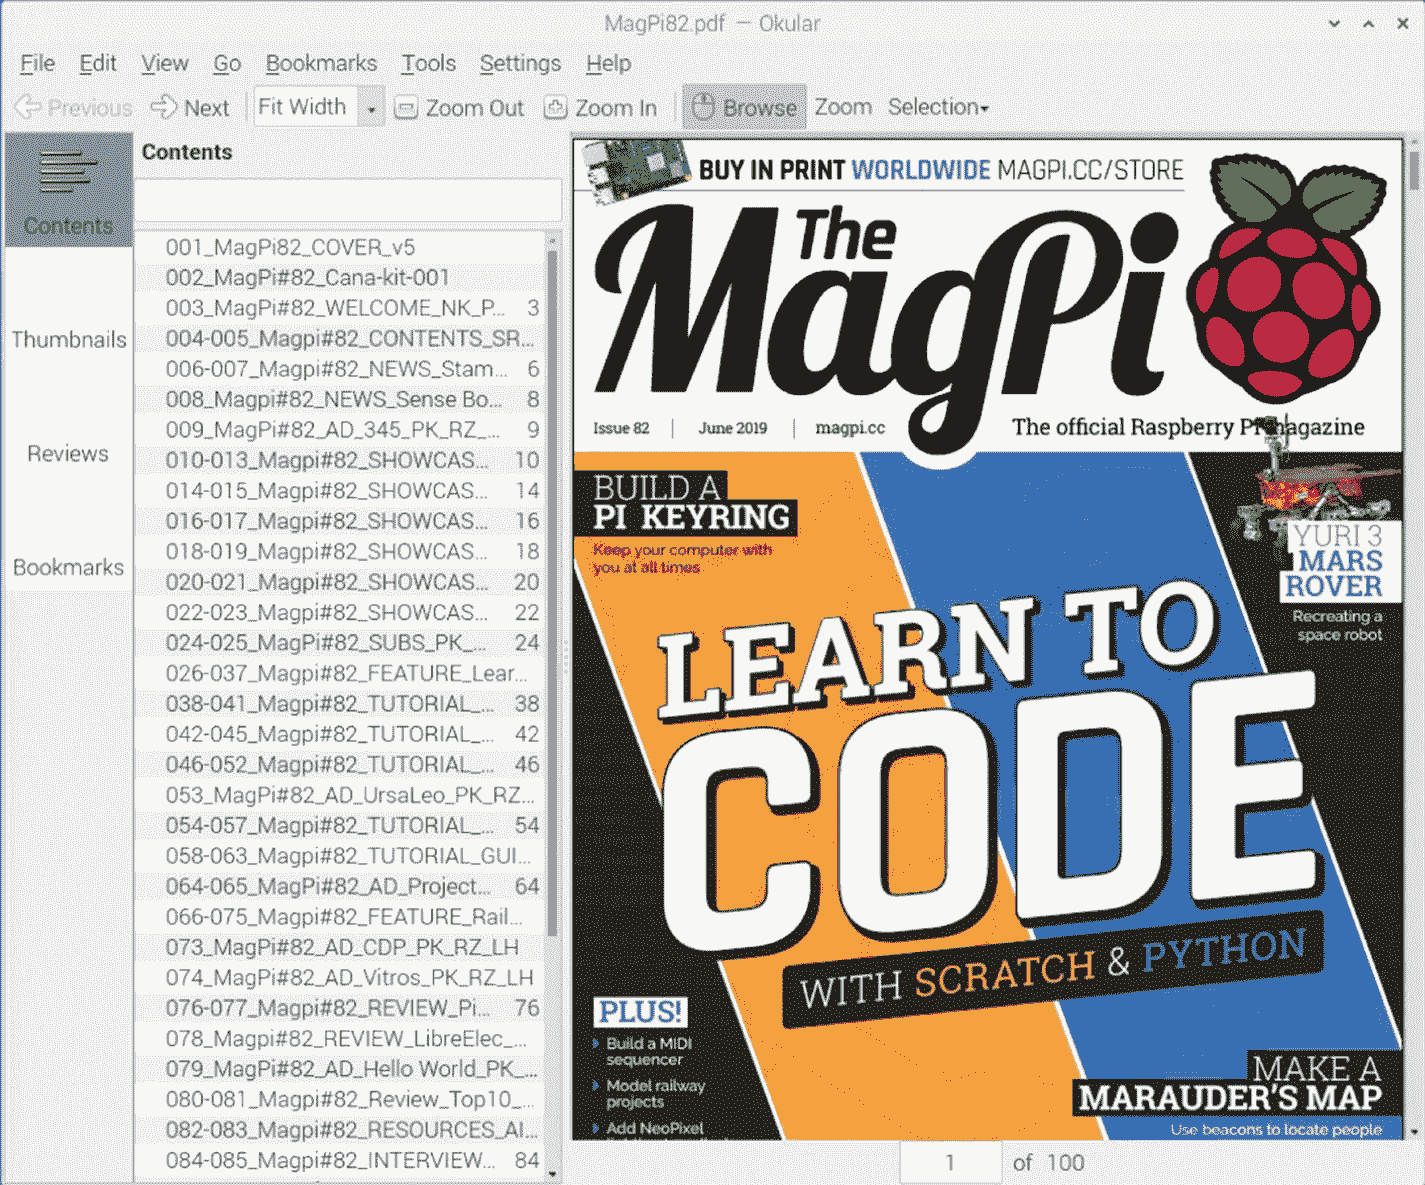 MagPi82.pdf — Okular
File Edit View Go Bookmarks Tools Settings Help
Previous Next Fit Width Zoom Out Zoom In Browse Zoom Selection
Contents
Thumbnails
Reviews
Bookmarks
Contents
001_MagPi82_COVER_v5
002_MagPi#82_Cana-kit-001
003_MagPi#82_WELCOME_NK_P... 3
004-005_Magpi#82_CONTENTS_SR...
006-007_Magpi#82_NEWS_Stam... 6
008_Magpi#82_NEWS_Sense Bo... 8
009_MagPi#82_AD_345_PK_RZ_... 9
010-013_Magpi#82_SHOWCAS... 10
014-015_Magpi#82_SHOWCAS... 14
016-017_Magpi#82_SHOWCAS... 16
018-019_Magpi#82_SHOWCAS... 18
020-021_Magpi#82_SHOWCAS... 20
022-023_Magpi#82_SHOWCAS... 22
024-025_MagPi#82_SUBS_PK_... 24
026-037_MagPi#82_FEATURE_Lear...
038-041_Magpi#82_TUTORIAL_... 38
042-045_Magpi#82_TUTORIAL_... 42
046-052_Magpi#82_TUTORIAL_... 46
053_MagPi#82_AD_UrsaLeo_PK_RZ...
054-057_Magpi#82_TUTORIAL_... 54
058-063_Magpi#82_TUTORIAL_GUI...
064-065_MagPi#82_AD_Project... 64
066-075_Magpi#82_FEATURE_Rail...
073_MagPi#82_AD_CDP_PK_RZ_LH
074_MagPi#82_AD_Vitros_PK_RZ_LH
076-077_Magpi#82_REVIEW_Pi... 76
078_Magpi#82_REVIEW_LibreElec_...
079_MagPi#82_AD_Hello World_PK_...
080-081_Magpi#82_Review_Top10_...
082-083_Magpi#82_RESOURCES_AI...
084-085_Magpi#82_INTERVIEW... 84
BUY IN PRINT WORLDWIDE MAGPI.CC/STORE
The
MagPi
Issue 82 | June 2019 | magpi.cc
The official Raspberry Pi magazine
BUILD A
PI KEYRING
Keep your computer with
you at all times
YURI 3
MARS
ROVER
Recreating a
space robot
LEARN TO
CODE
WITH SCRATCH & PYTHON
PLUS!
Build a MIDI
sequencer
Model railway
projects
Add NeoPixel
MAKE A
MARAUDER'S MAP
Use beacons to locate people
1 of 100